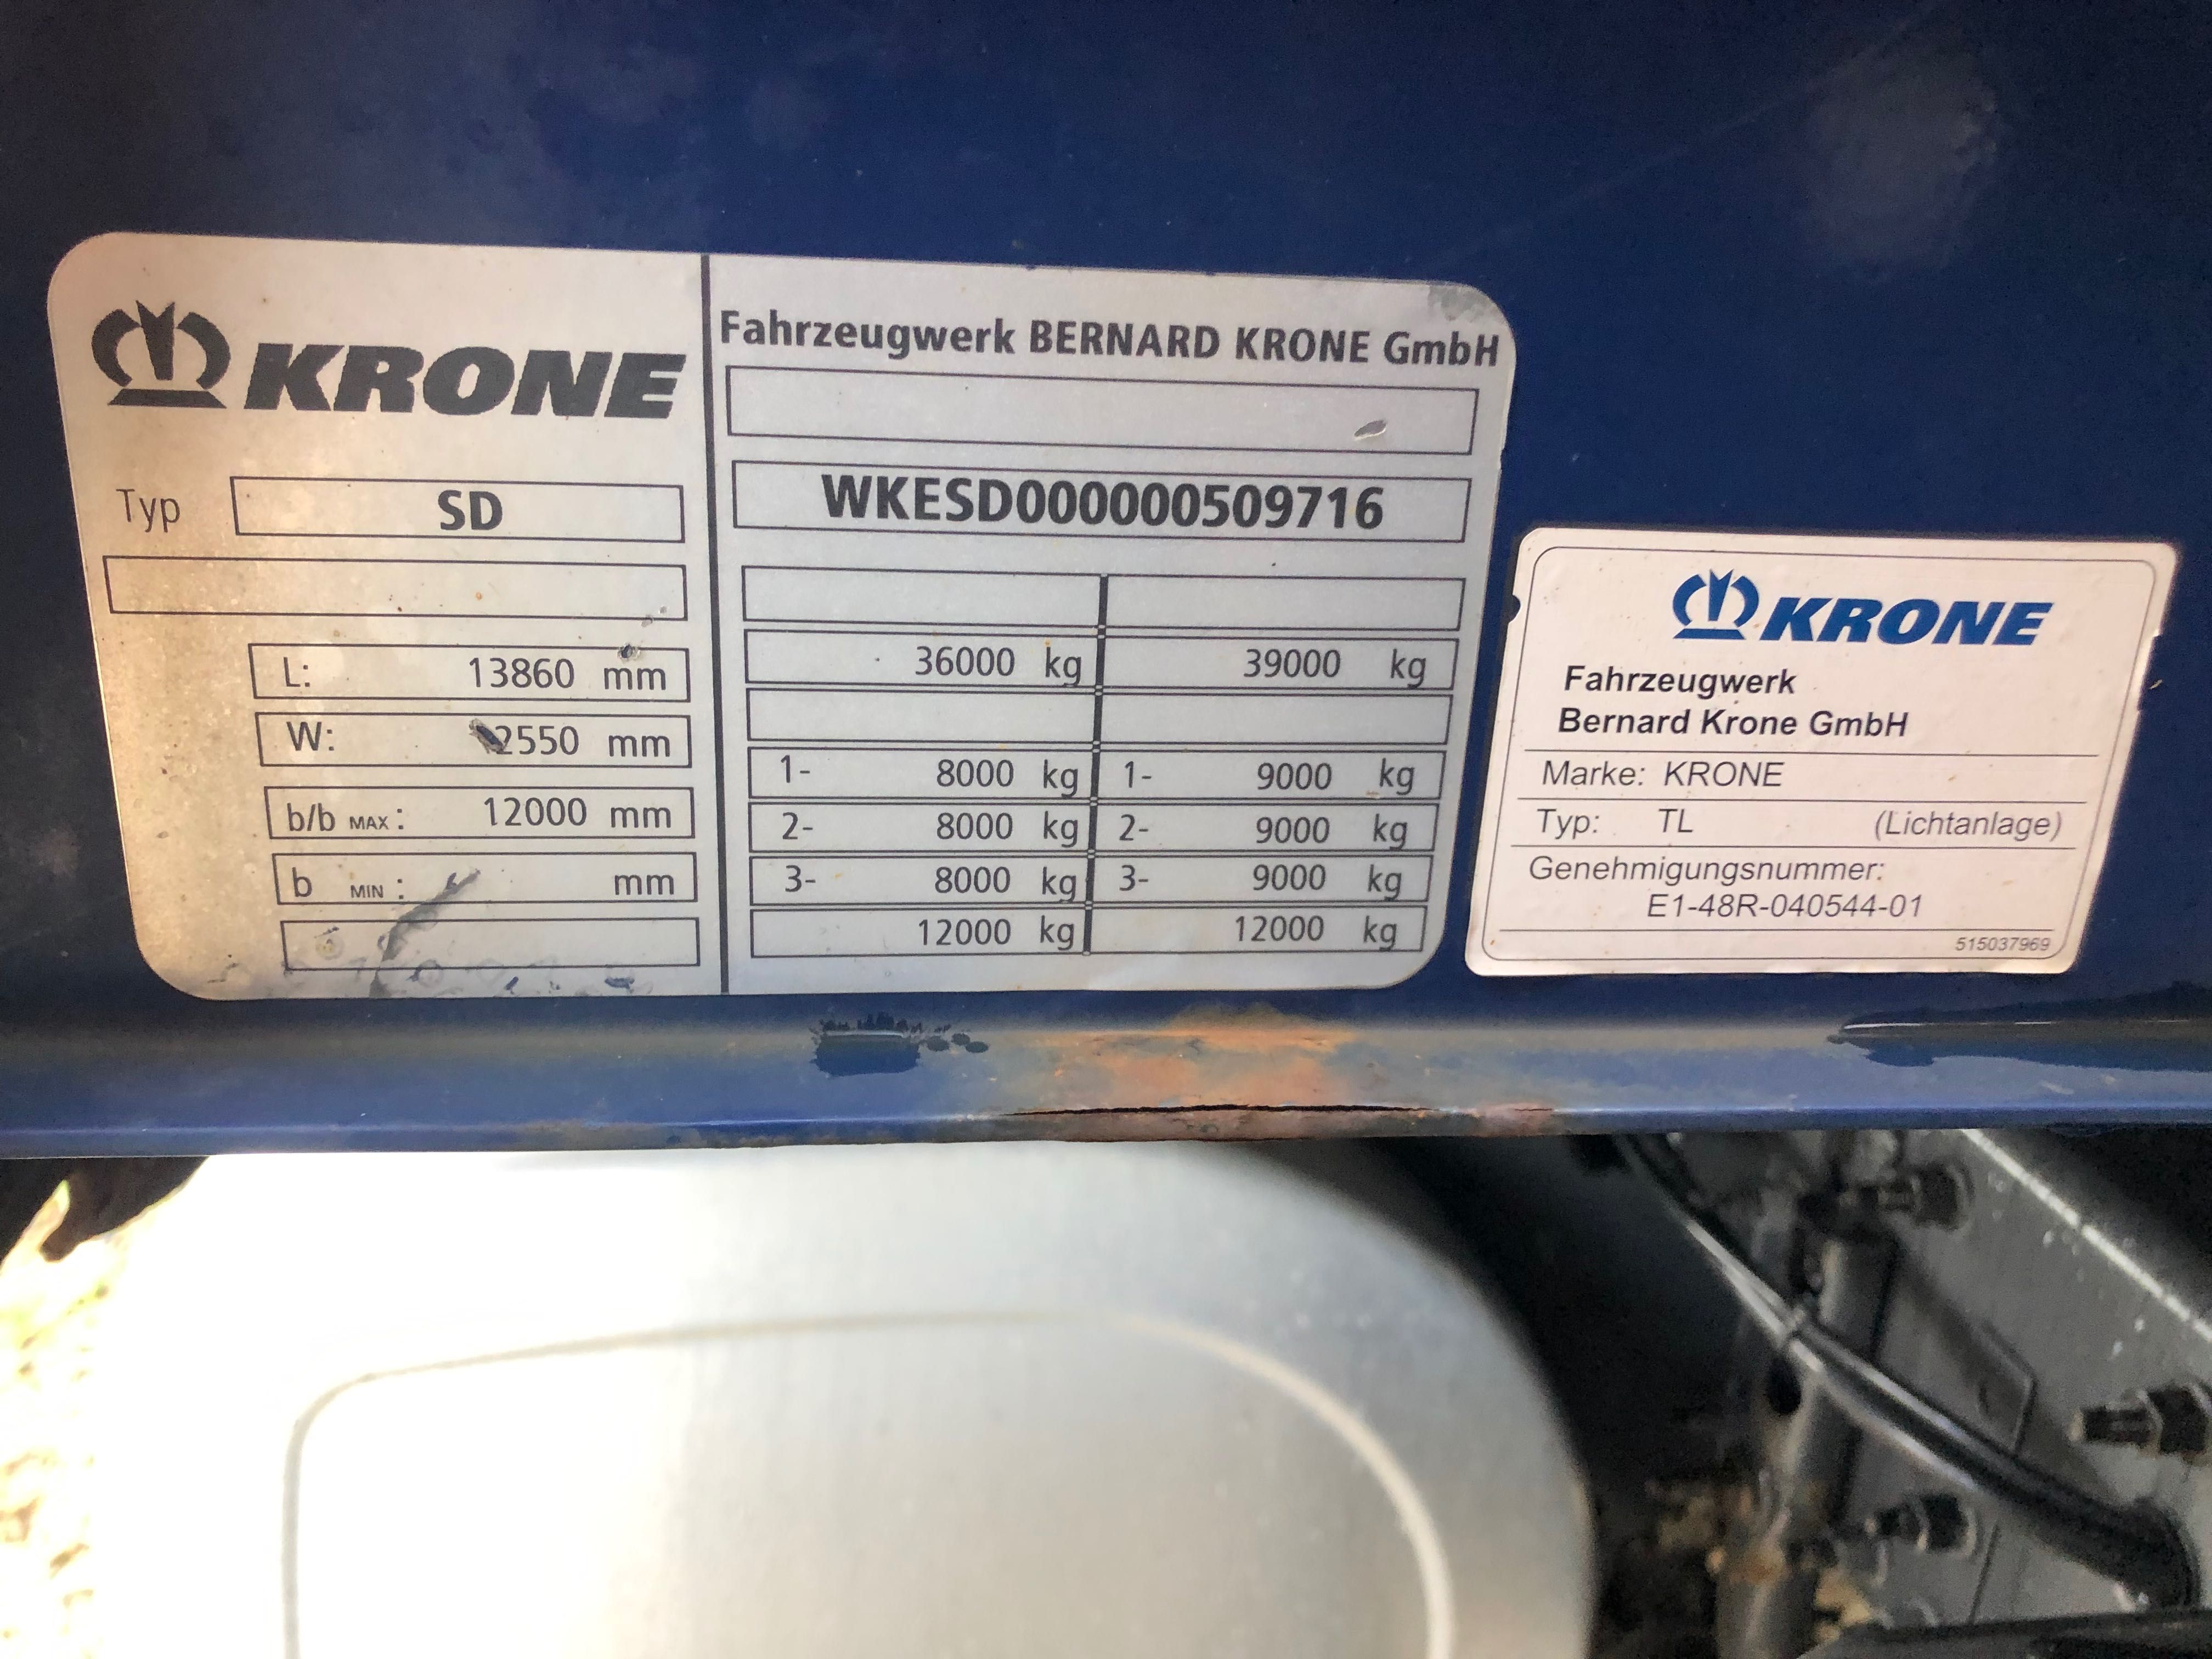 KRONE
Typ SD
L: 13860 mm
W: 2550 mm
b/b MAX: 12000 mm
b MIN: mm
Fahrzeugwerk BERNARD KRONE GmbH
WKESD000000509716
36000 kg 39000 kg
1- 8000 kg 1- 9000 kg
2- 8000 kg 2- 9000 kg
3- 8000 kg 3- 9000 kg
12000 kg 12000 kg
KRONE
Fahrzeugwerk
Bernard Krone GmbH
Marke: KRONE
Typ: TL (Lichtanlage)
Genehmigungsnummer:
E1-48R-040544-01
515037969